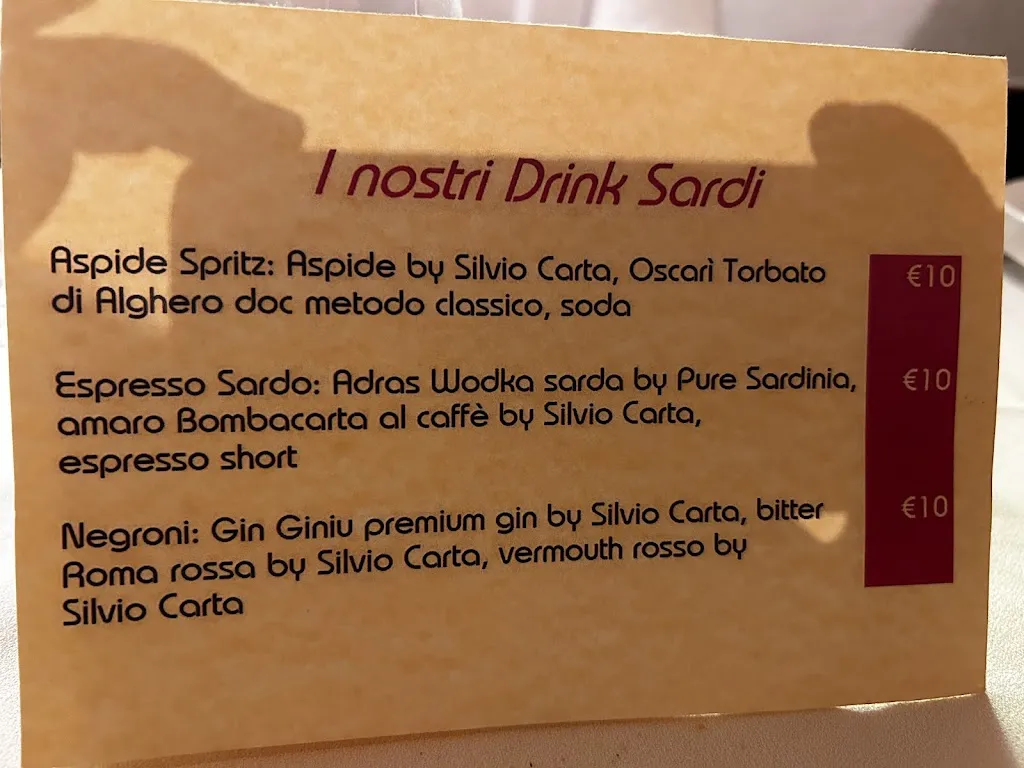 I nostri Drink Sardi
Aspide Spritz: Aspide by Silvio Carta, Oscarì Torbato €10
di Alghero doc metodo classico, soda
Espresso Sardo: Adras Wodka sarda by Pure Sardinia, €10
amaro Bombacarta al caffè by Silvio Carta,
espresso short
Negroni: Gin Giniu premium gin by Silvio Carta, bitter €10
Roma rossa by Silvio Carta, vermouth rosso by
Silvio Carta